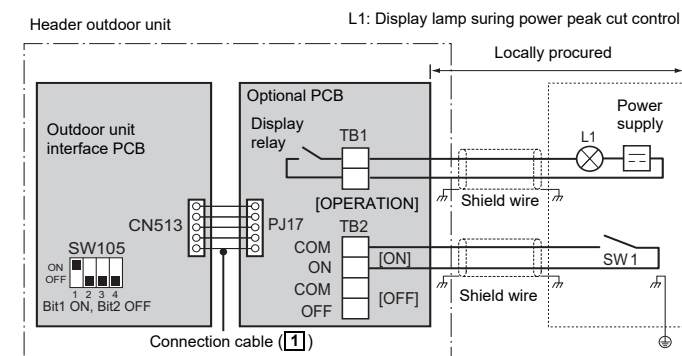 Header outdoor unit
L1: Display lamp suring power peak cut control
Locally procured
Optional PCB
Outdoor unit
interface PCB
Display
relay
TB1
L1
Power
supply
[OPERATION]
Shield wire
CN513
PJ17
TB2
SW105
ON
OFF
1 2 3 4
Bit1 ON, Bit2 OFF
COM
ON
COM
OFF
[ON]
[OFF]
SW1
Shield wire
Connection cable (1)